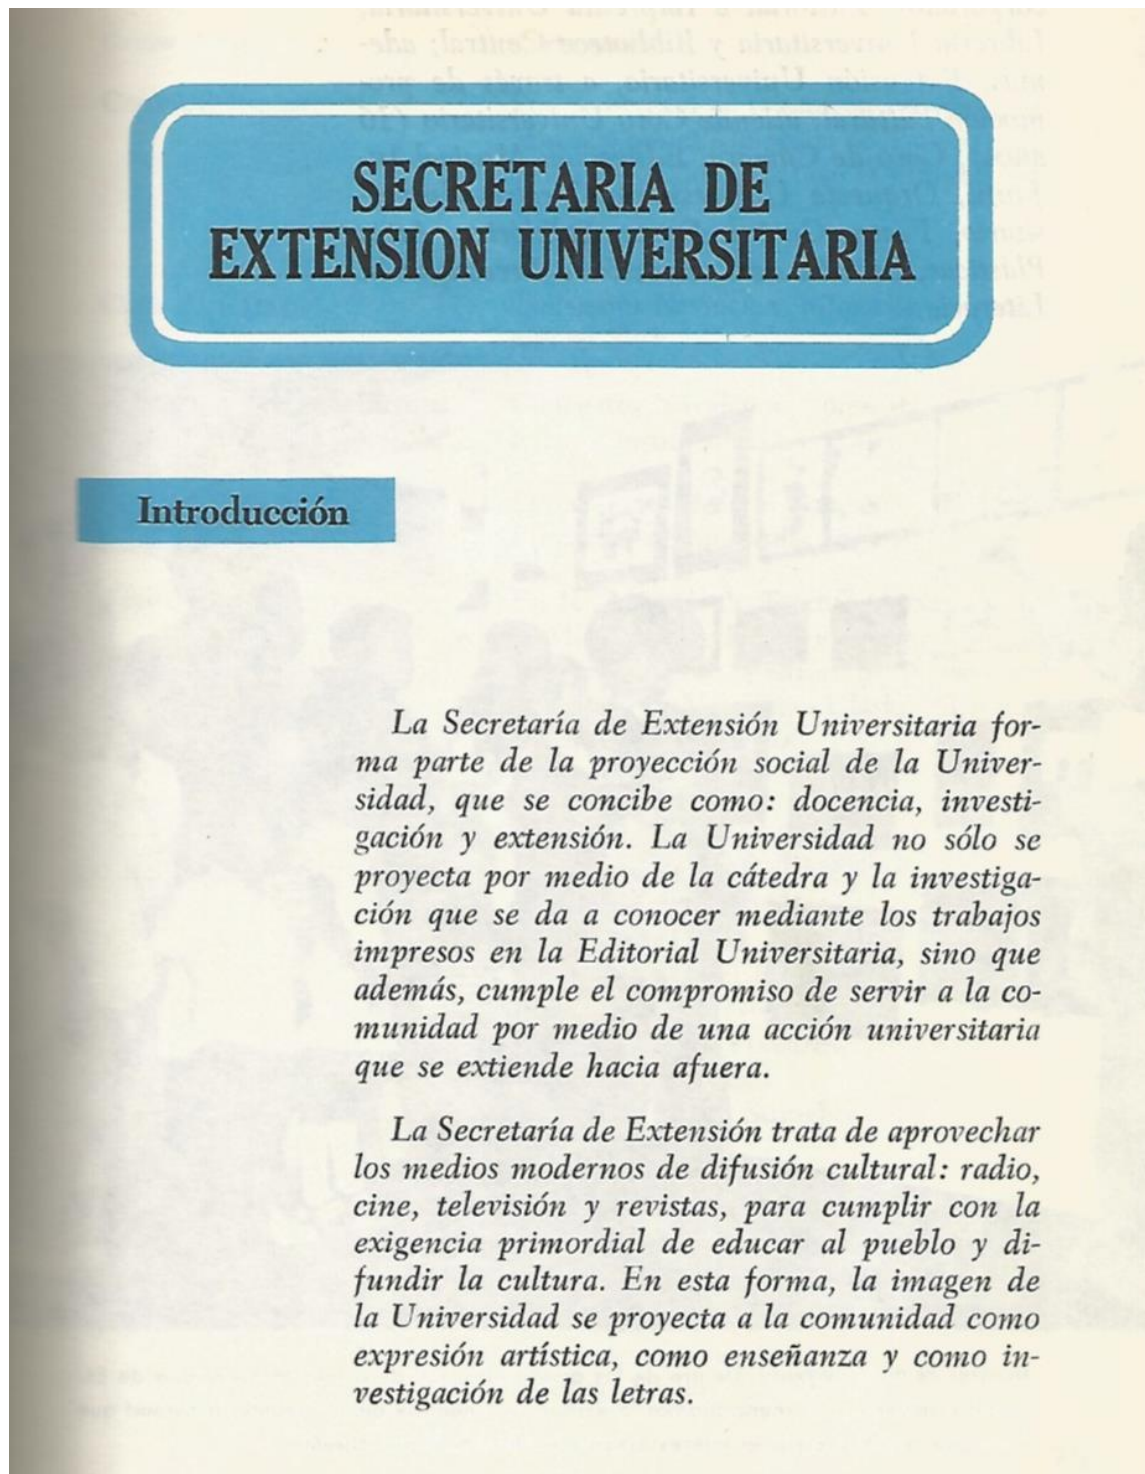 SECRETARIA DE
EXTENSION UNIVERSITARIA
Introducción
La Secretaría de Extensión Universitaria for-
ma parte de la proyección social de la Univer-
sidad, que se concibe como: docencia, investi-
gación y extensión. La Universidad no sólo se
proyecta por medio de la cátedra y la investiga-
ción que se da a conocer mediante los trabajos
impresos en la Editorial Universitaria, sino que
además, cumple el compromiso de servir a la co-
munidad por medio de una acción universitaria
que se extiende hacia afuera.
La Secretaría de Extensión trata de aprovechar
los medios modernos de difusión cultural: radio,
cine, televisión y revistas, para cumplir con la
exigencia primordial de educar al pueblo y di-
fundir la cultura. En esta forma, la imagen de
la Universidad se proyecta a la comunidad como
expresión artística, como enseñanza y como in-
vestigación de las letras.